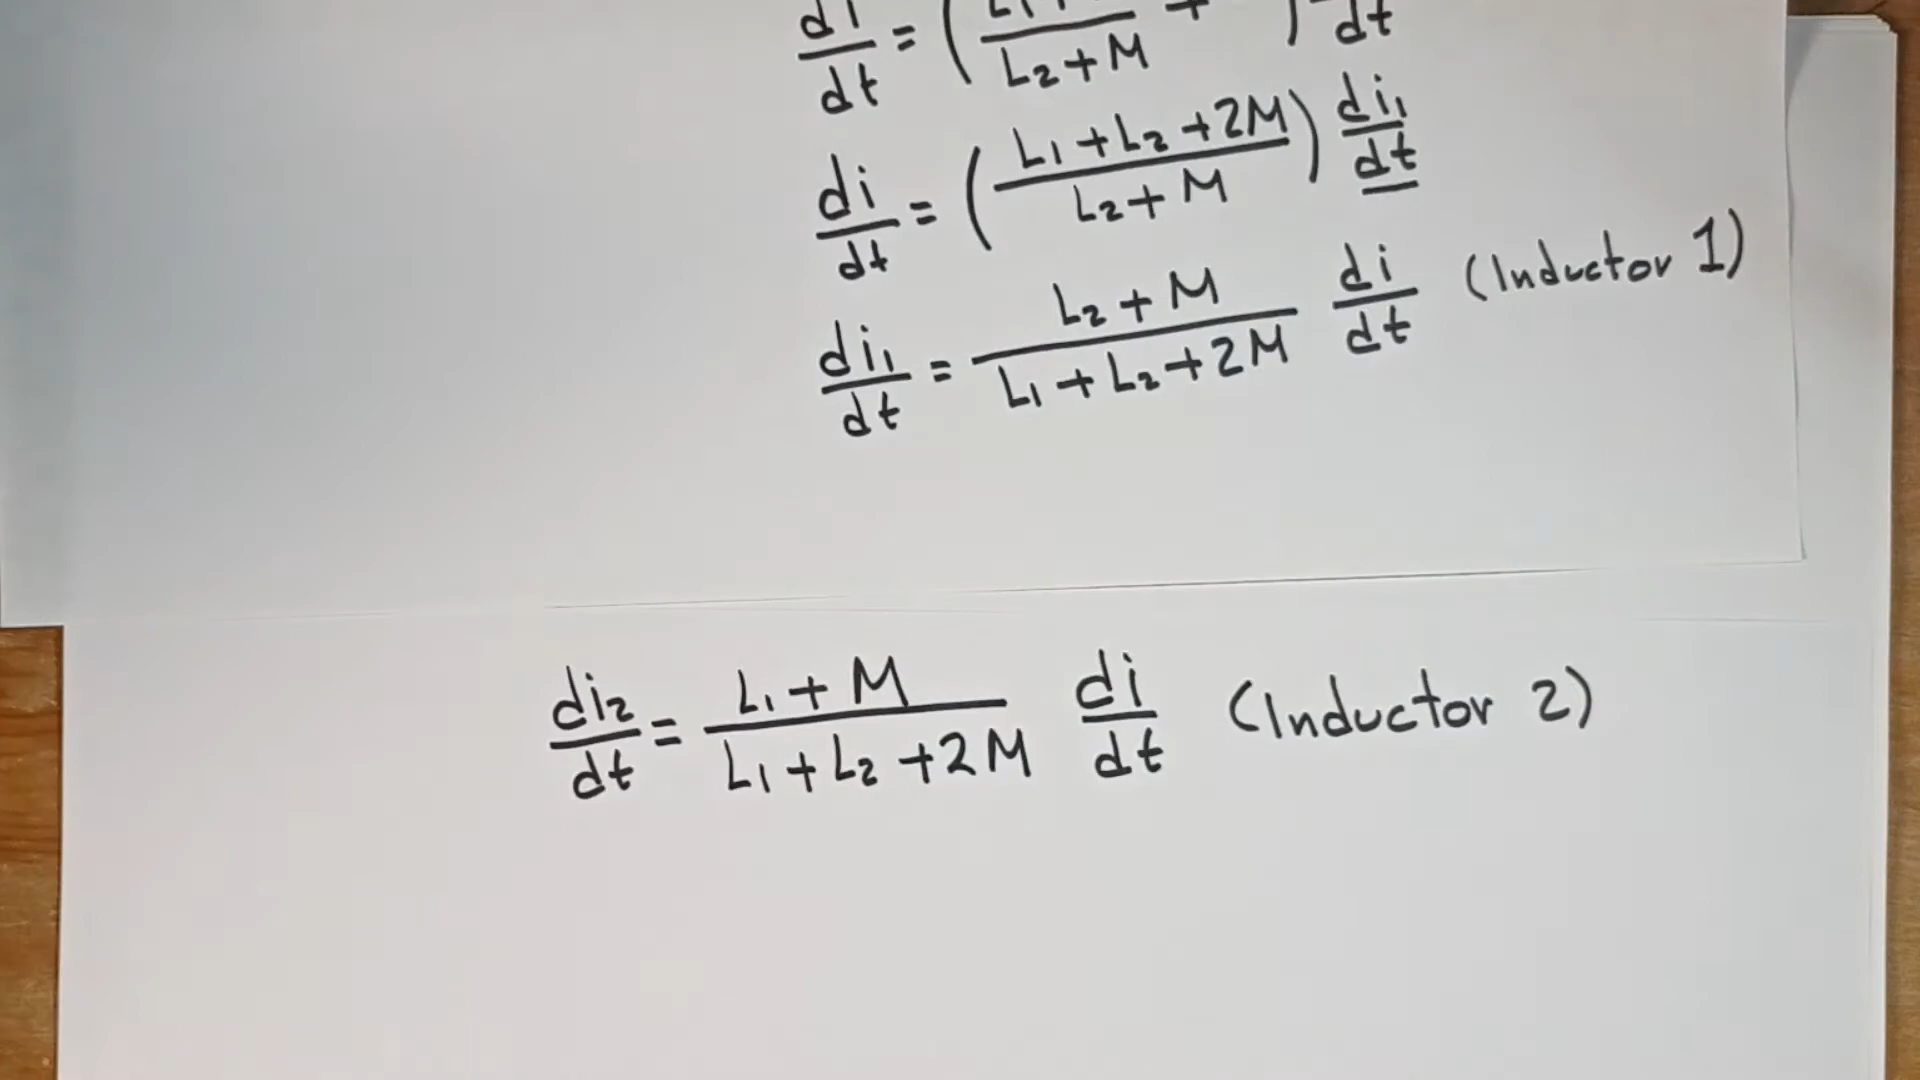 di/dt = ( /L2+M + ) /dt
di/dt = (L1+L2+2M/L2+M) di1/dt
di1/dt = L2+M/L1+L2+2M di/dt (Inductor 1)
di2/dt = L1+M/L1+L2+2M di/dt (Inductor 2)